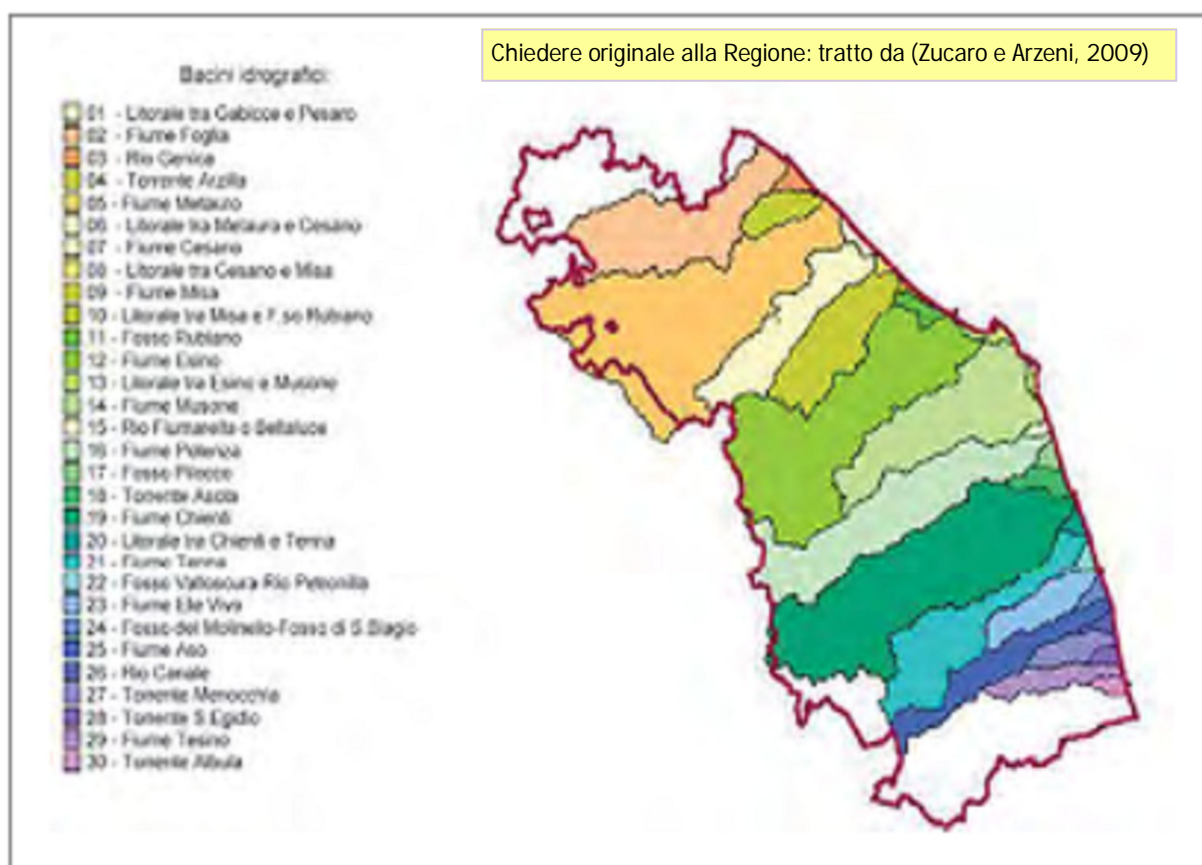 Chiedere originale alla Regione: tratto da (Zucaro e Arzeni, 2009)
Bacini idrografici:
01 - Litorale tra Gabicce e Pesaro
02 - Fiume Foglia
03 - Rio Genica
04 - Torrente Arzilla
05 - Fiume Metauro
06 - Litorale tra Metauro e Cesano
07 - Fiume Cesano
08 - Litorale tra Cesano e Misa
09 - Fiume Misa
10 - Litorale tra Misa e F.so Rubiano
11 - Fosso Rubiano
12 - Fiume Esino
13 - Litorale tra Esino e Musone
14 - Fiume Musone
15 - Rio Fiumarella o Bellaluce
16 - Fiume Potenza
17 - Fosso Pilocco
18 - Torrente Asola
19 - Fiume Chienti
20 - Litorale tra Chienti e Tenna
21 - Fiume Tenna
22 - Fosso Valloscura-Rio Petronilla
23 - Fiume Ete Vivo
24 - Fosso del Molinello-Fosso di S.Biagio
25 - Fiume Aso
26 - Rio Canale
27 - Torrente Menocchia
28 - Torrente S.Egidio
29 - Fiume Tesino
30 - Torrente Albula